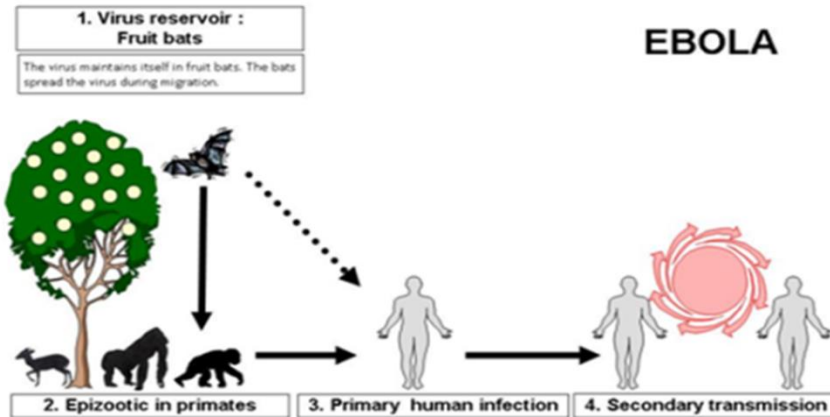 1. Virus reservoir :
Fruit bats
The virus maintains itself in fruit bats. The bats
spread the virus during migration.
EBOLA
2. Epizootic in primates
3. Primary human infection
4. Secondary transmission